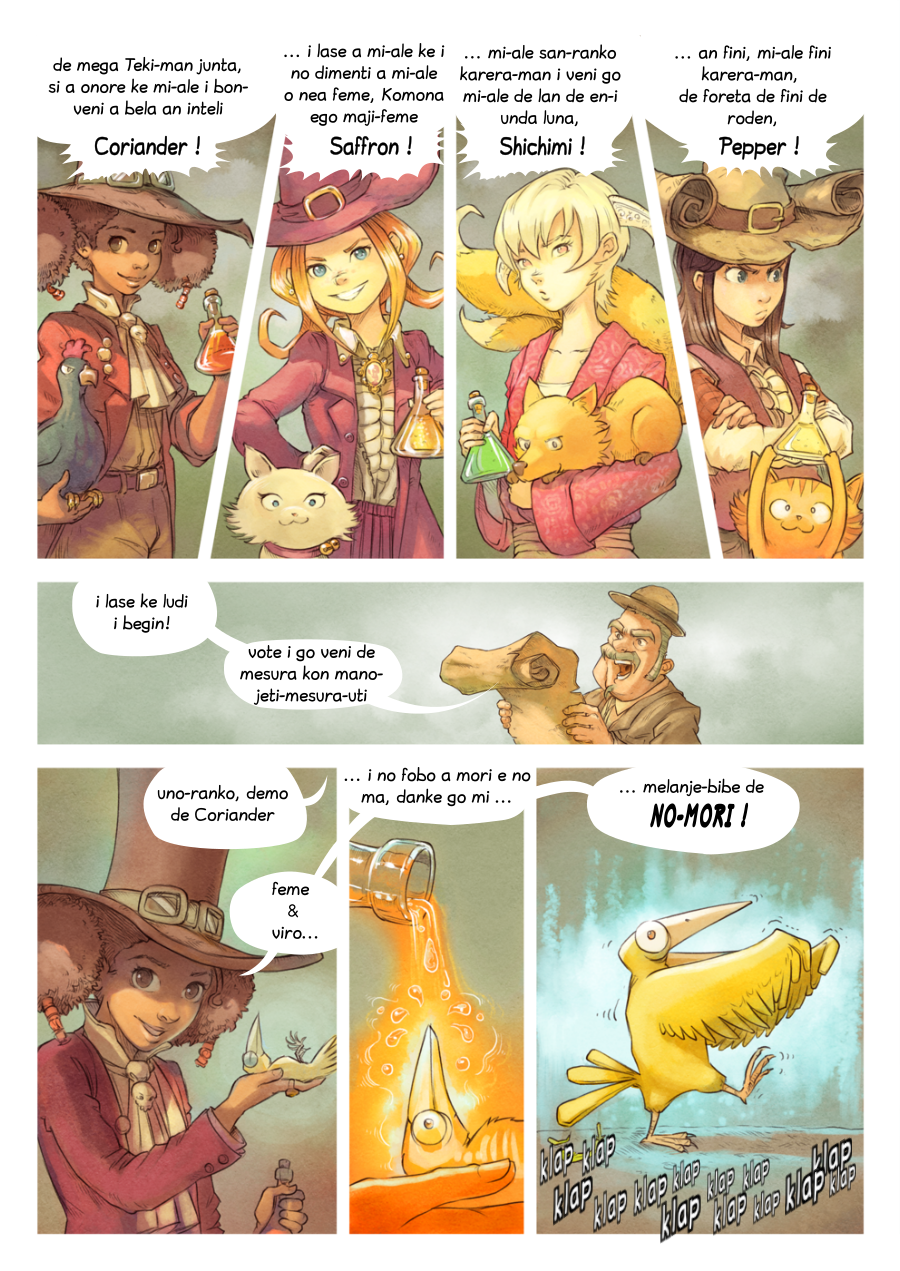 de mega Teki-man junta,
si a onore ke mi-ale i bon-
veni a bela an inteli
Coriander !
... i lase a mi-ale ke i
no dimenti a mi-ale
o nea feme, Komona
ego maji-feme
Saffron !
... mi-ale san-ranko
karera-man i veni go
mi-ale de lan de en-i
unda luna,
Shichimi !
... an fini, mi-ale fini
karera-man,
de foreta de fini de
roden,
Pepper !
i lase ke ludi
i begin!
vote i go veni de
mesura kon mano-
jeti-mesura-uti
uno-ranko, demo
de Coriander
feme
&
viro...
... i no fobo a mori e no
ma, danke go mi ...
... melanje-bibe de
NO-MORI !
klap klap
klap klap klap klap klap klap klap
klap klap klap klap klap klap